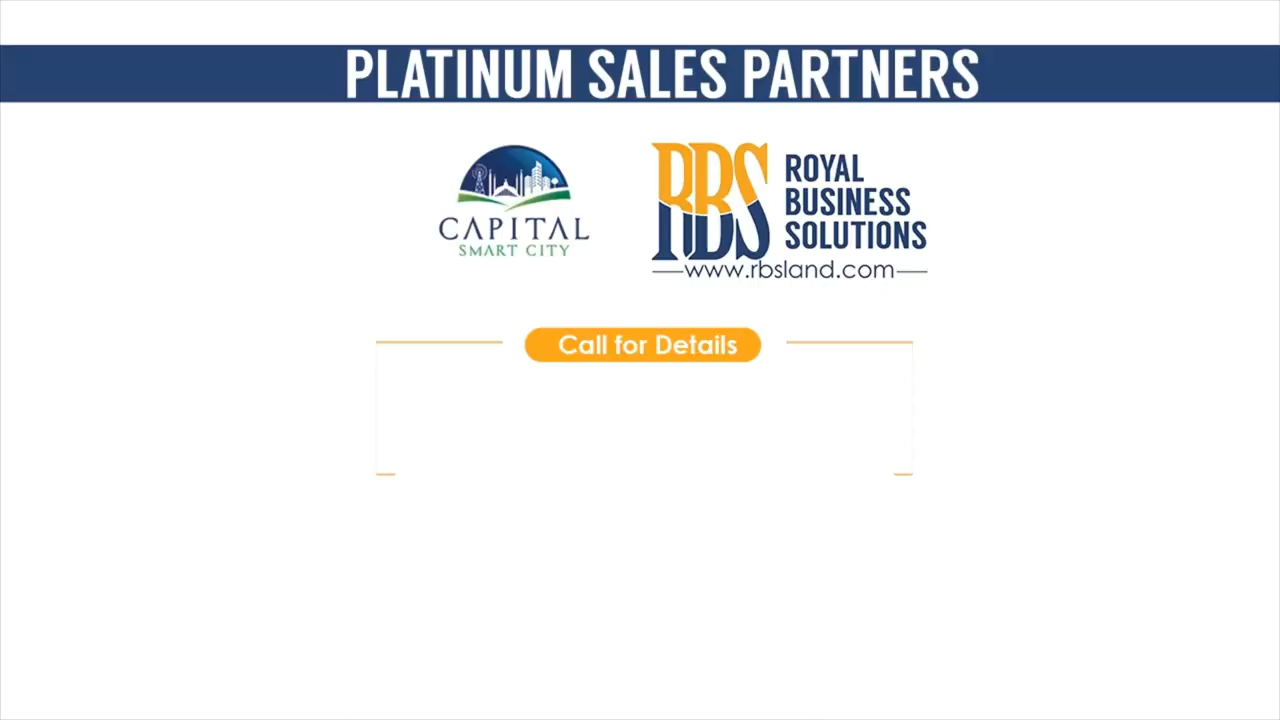 PLATINUM SALES PARTNERS
CAPITAL
SMART CITY
RBS
ROYAL
BUSINESS
SOLUTIONS
www.rbsland.com
Call for Details